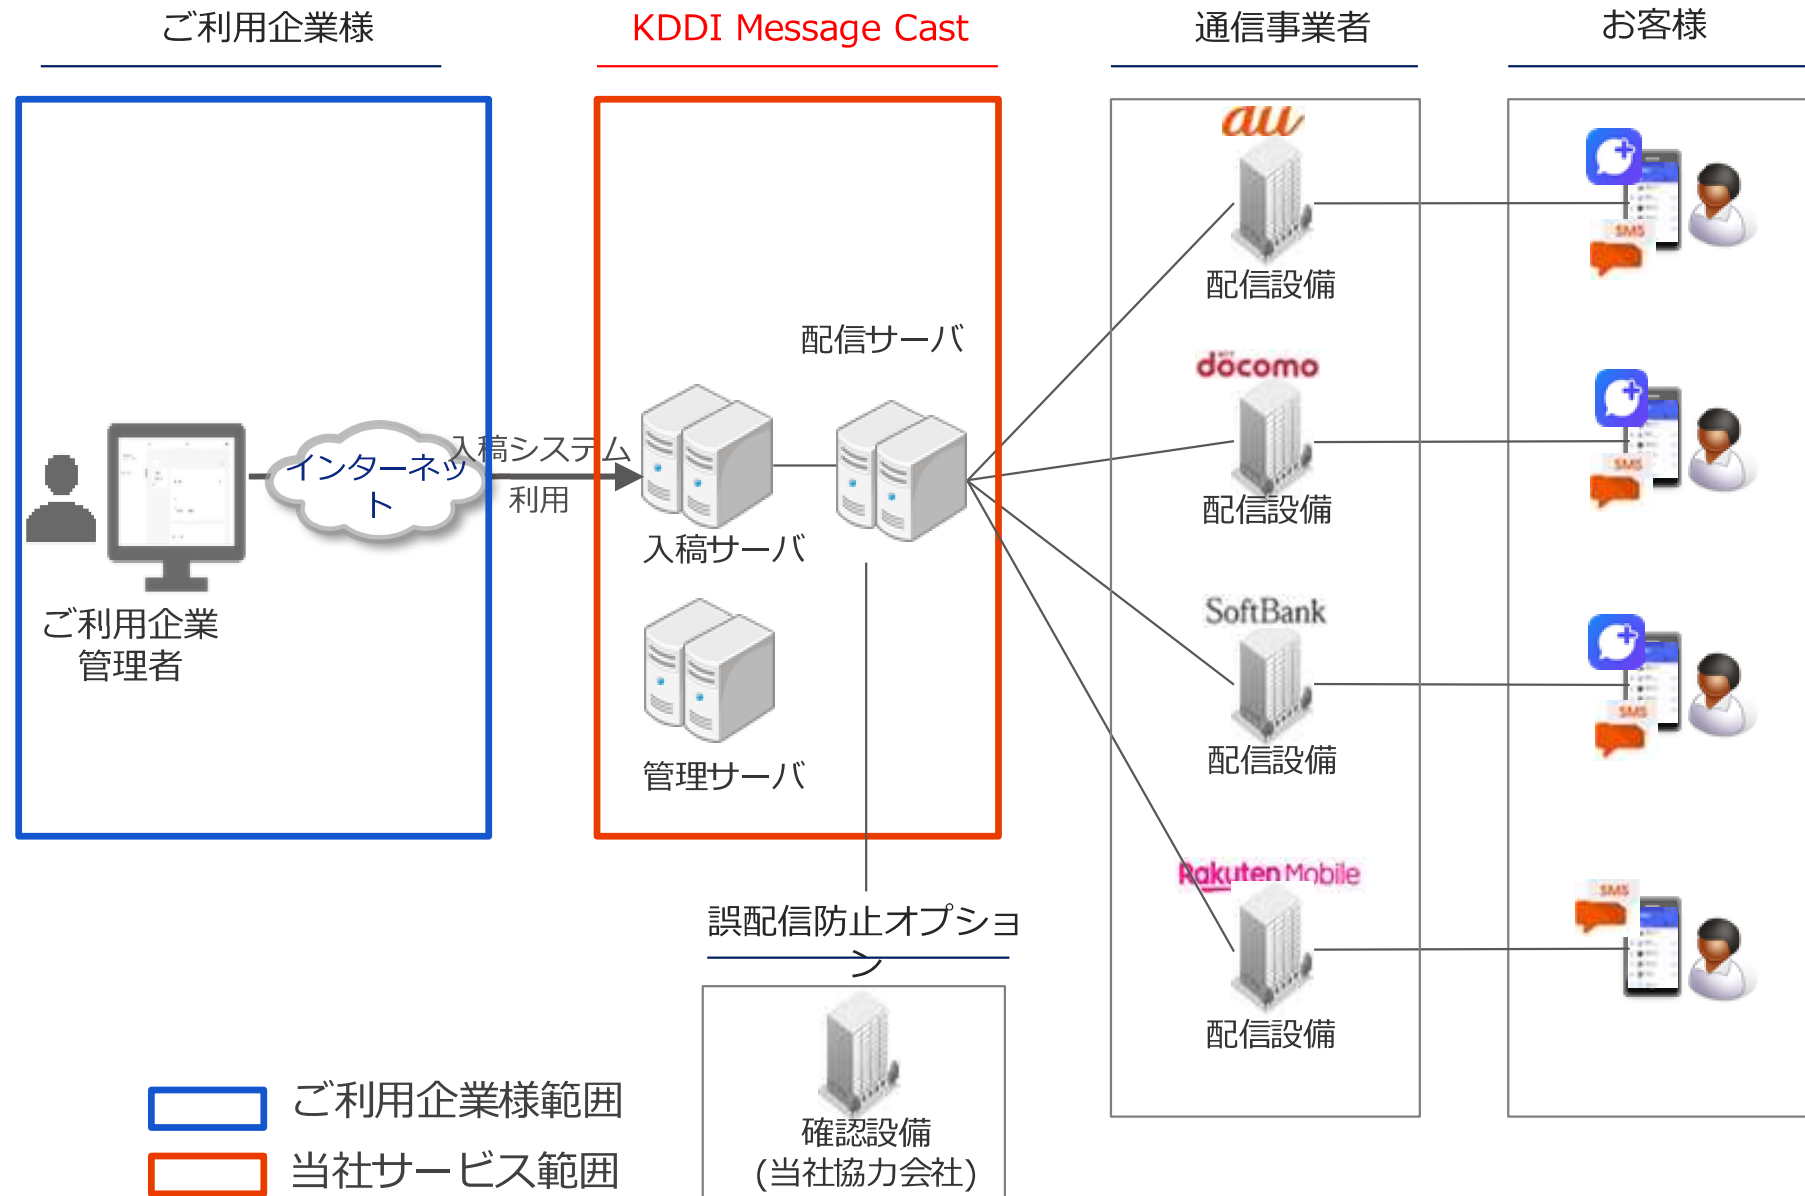 ご利用企業様
KDDI Message Cast
通信事業者
お客様
au
配信設備
SMS
配信サーバ
docomo
配信設備
SMS
インターネッ
ト
入稿システム
利用
入稿サーバ
ご利用企業
管理者
SoftBank
配信設備
SMS
管理サーバ
Rakuten Mobile
配信設備
SMS
誤配信防止オプショ
ン
確認設備
(当社協力会社)
ご利用企業様範囲
当社サービス範囲